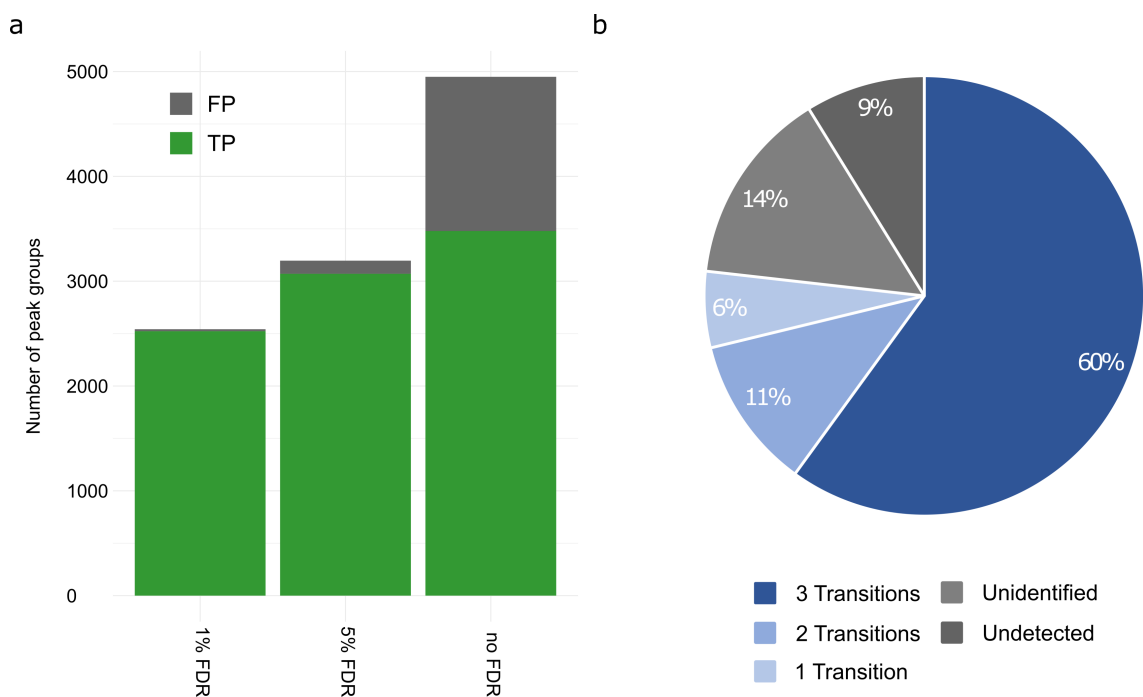 a
Number of peak groups
5000
4000
3000
2000
1000
0
FP
TP
1% FDR
5% FDR
no FDR
b
9%
14%
6%
11%
60%
3 Transitions
2 Transitions
1 Transition
Unidentified
Undetected